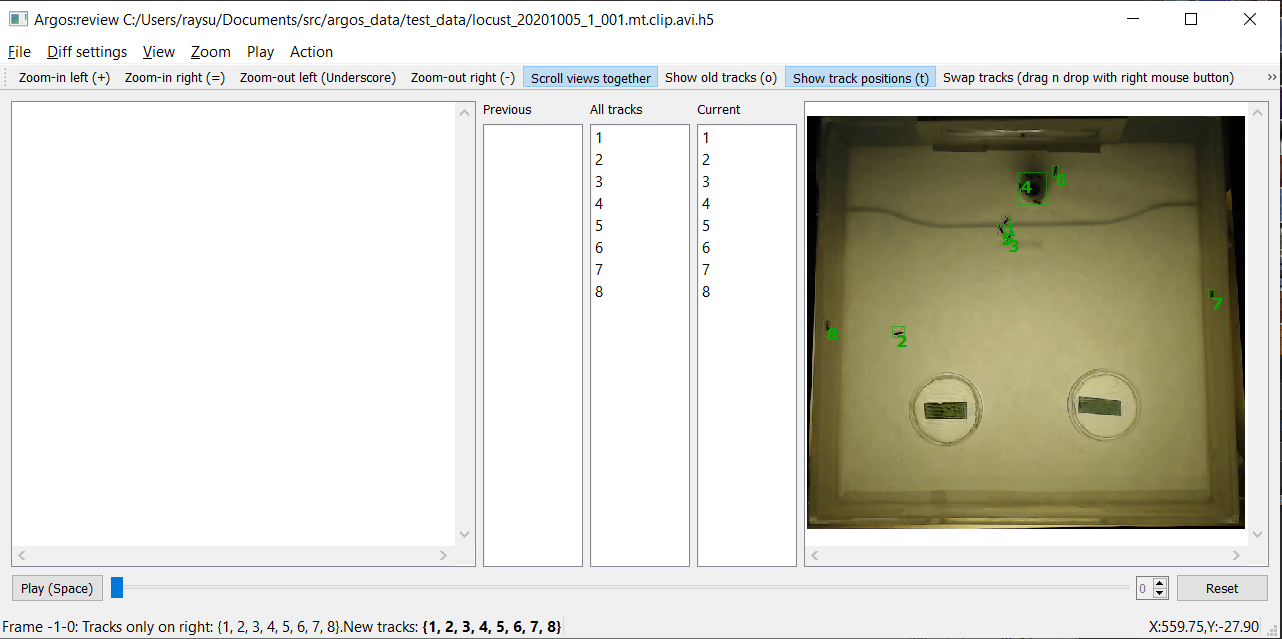 Argos:review C:/Users/raysu/Documents/src/argos_data/test_data/locust_20201005_1_001.mt.clip.avi.h5
File Diff settings View Zoom Play Action
Zoom-in left (+) Zoom-in right (=) Zoom-out left (Underscore) Zoom-out right (-) Scroll views together Show old tracks (o) Show track positions (t) Swap tracks (drag n drop with right mouse button) »
Previous All tracks Current
1 1
2 2
3 3
4 4
5 5
6 6
7 7
8 8
6
4
1
3
7
8
2
Play (Space) 0 Reset
Frame -1-0: Tracks only on right: {1, 2, 3, 4, 5, 6, 7, 8}.New tracks: {1, 2, 3, 4, 5, 6, 7, 8} X:559.75,Y:-27.90